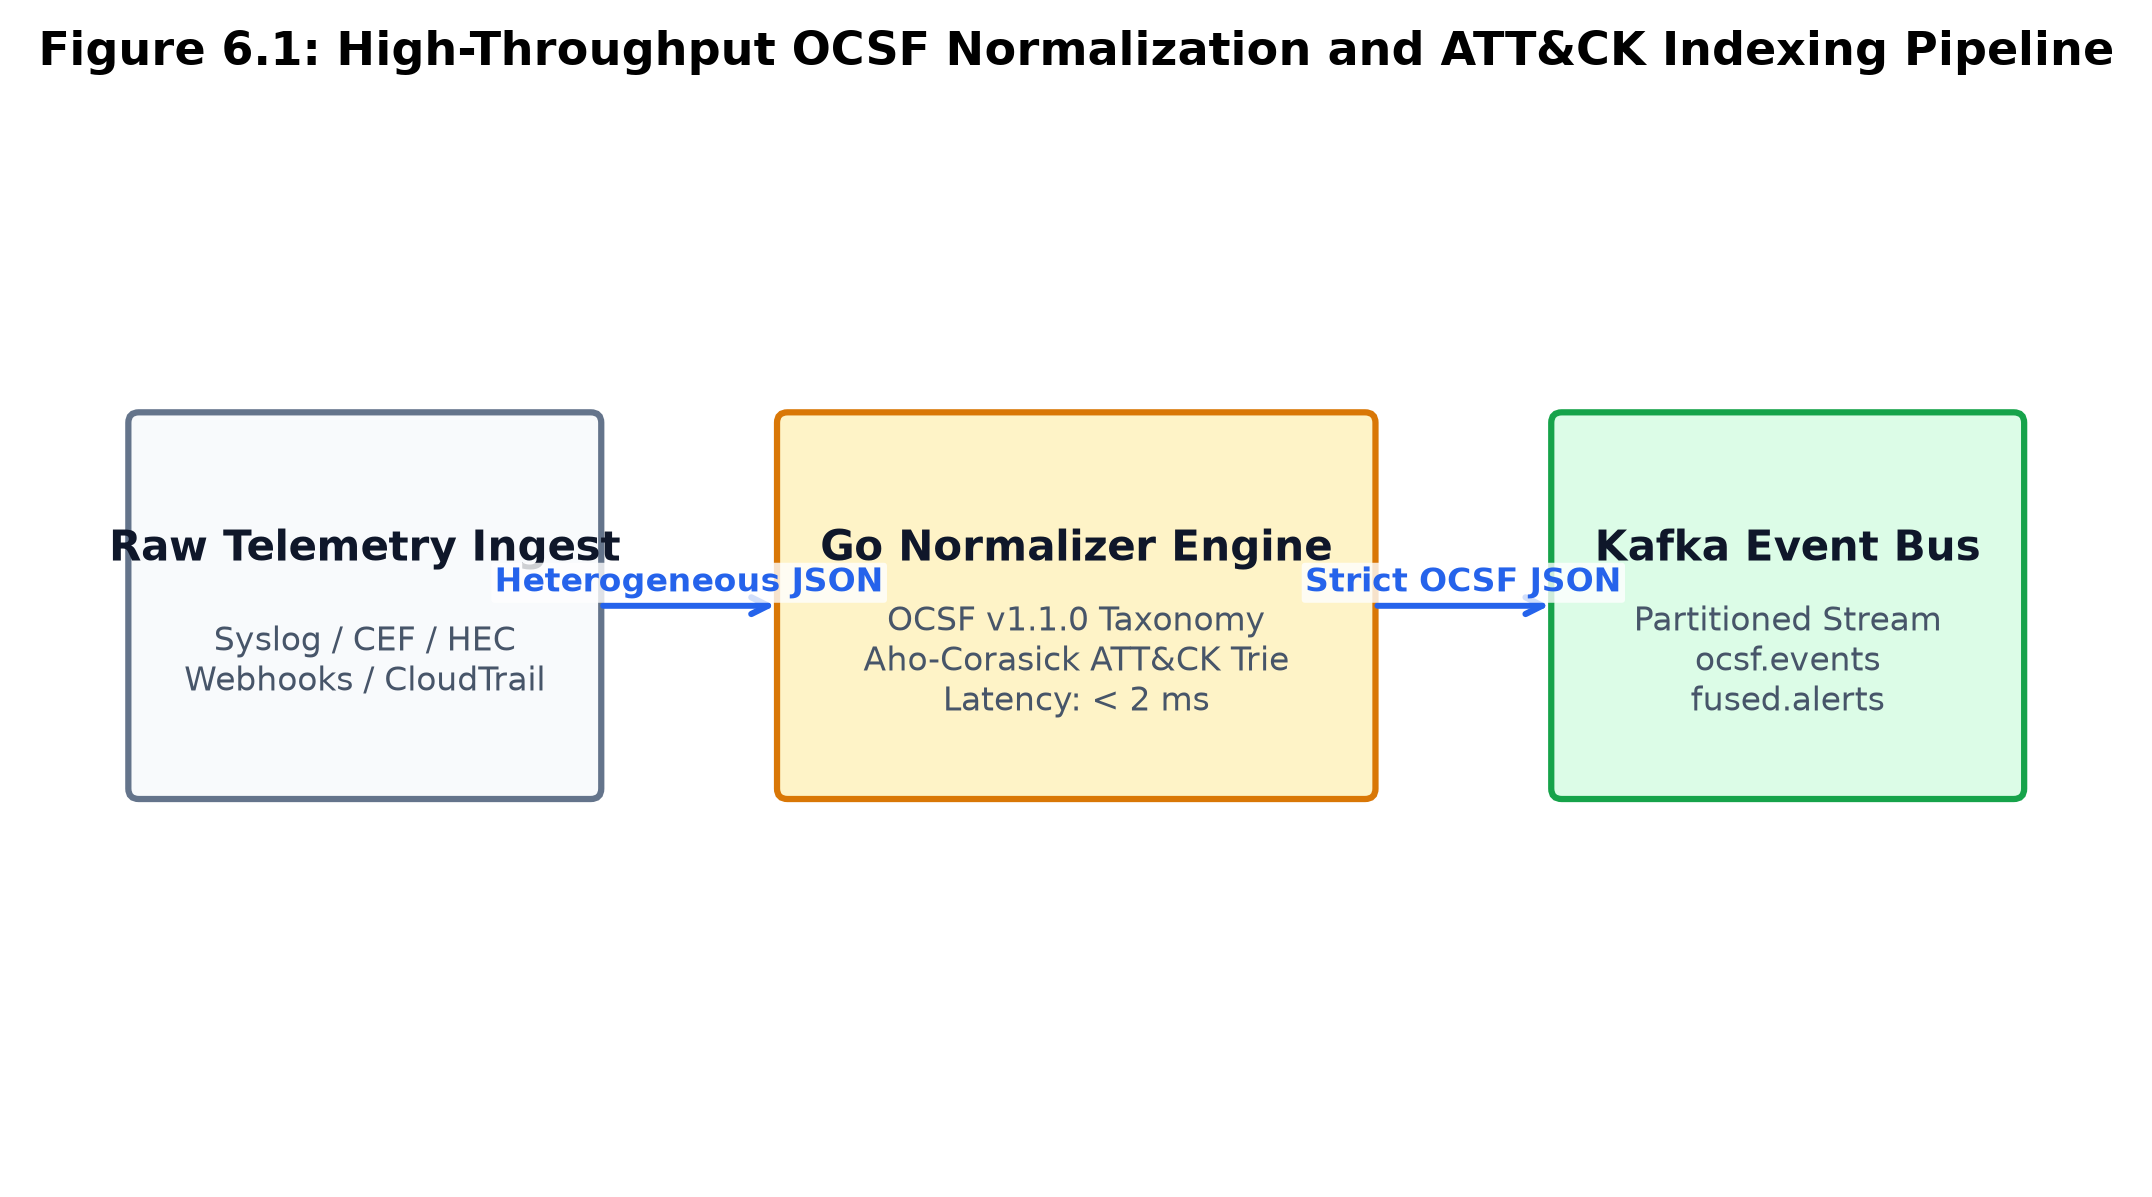 Figure 6.1: High-Throughput OCSF Normalization and ATT&CK Indexing Pipeline
Raw Telemetry Ingest
Syslog / CEF / HEC
Webhooks / CloudTrail
Heterogeneous JSON
Go Normalizer Engine
OCSF v1.1.0 Taxonomy
Aho-Corasick ATT&CK Trie
Latency: < 2 ms
Strict OCSF JSON
Kafka Event Bus
Partitioned Stream
ocsf.events
fused.alerts